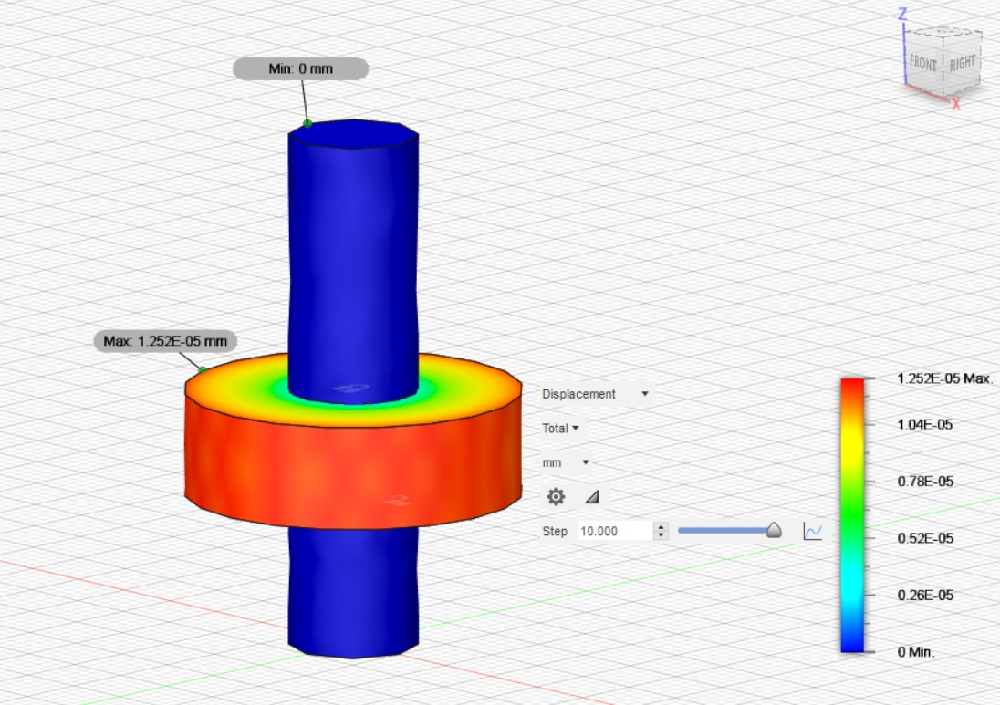 Z
FRONT
RIGHT
X
Min: 0 mm
Max: 1.252E-05 mm
Displacement
Total
mm
Step 10.000
1.252E-05 Max.
1.04E-05
0.78E-05
0.52E-05
0.26E-05
0 Min.